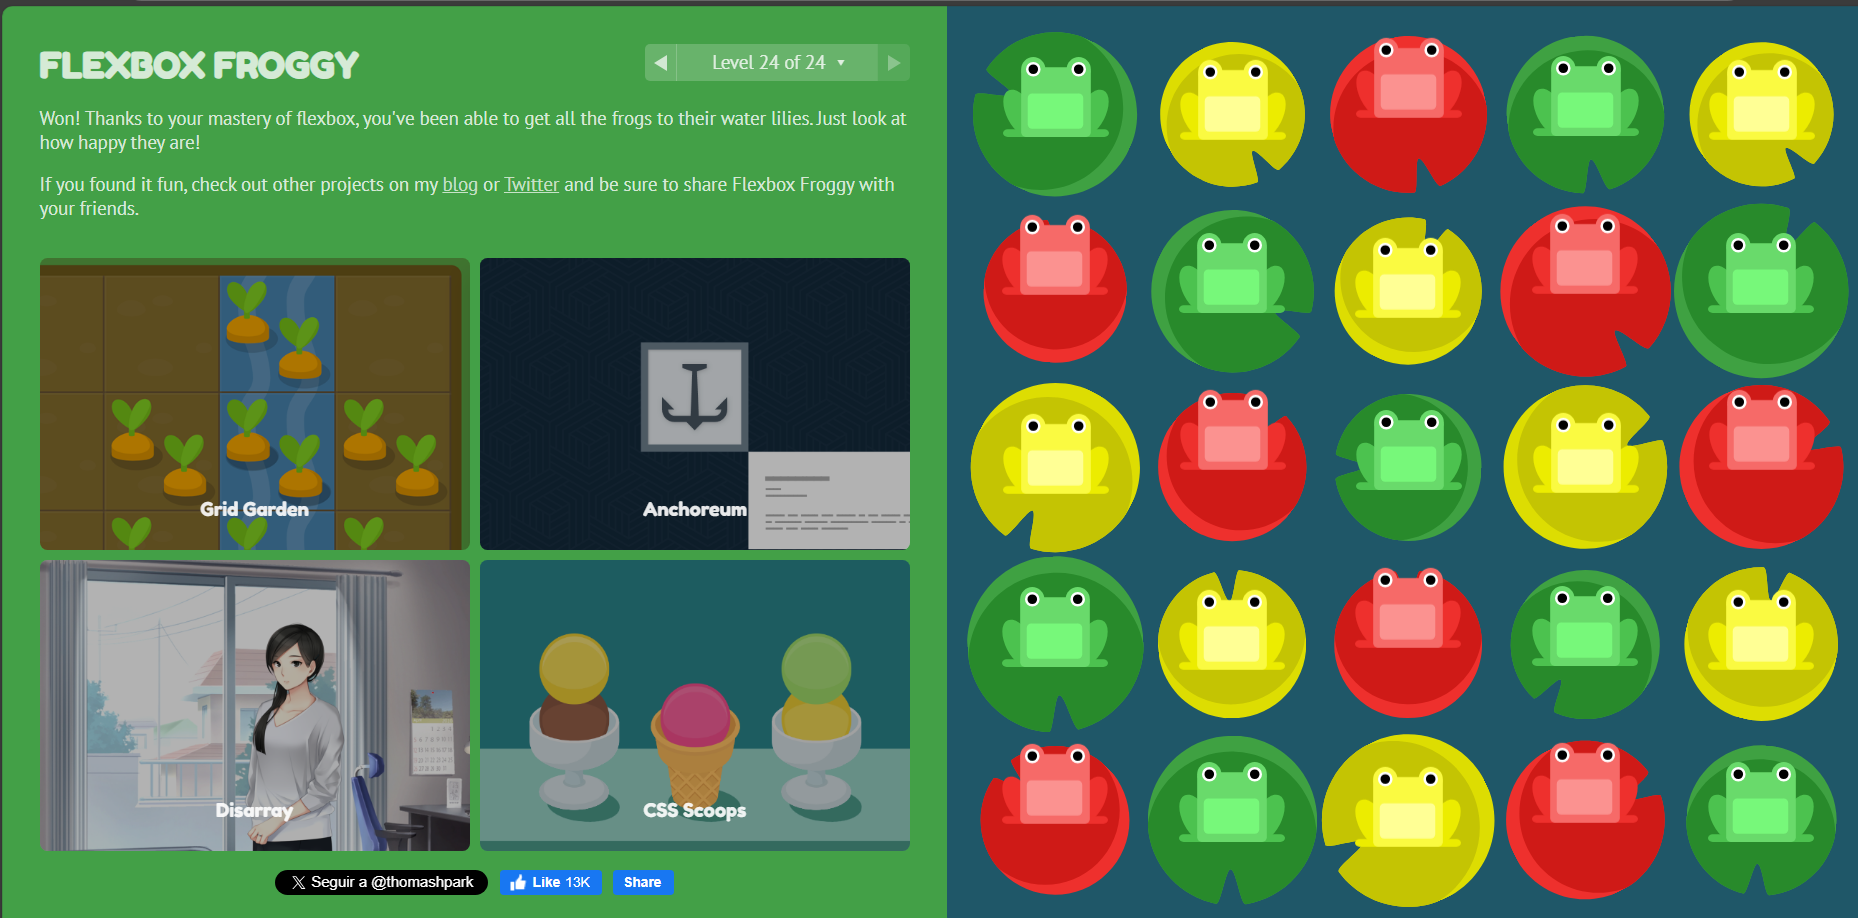 FLEXBOX FROGGY
◀ Level 24 of 24 ▼ ▶
Won! Thanks to your mastery of flexbox, you've been able to get all the frogs to their water lilies. Just look at
how happy they are!
If you found it fun, check out other projects on my blog or Twitter and be sure to share Flexbox Froggy with
your friends.
Grid Garden
Anchoreum
Disarray
CSS Scoops
X Seguir a @thomashpark
Like 13K
Share